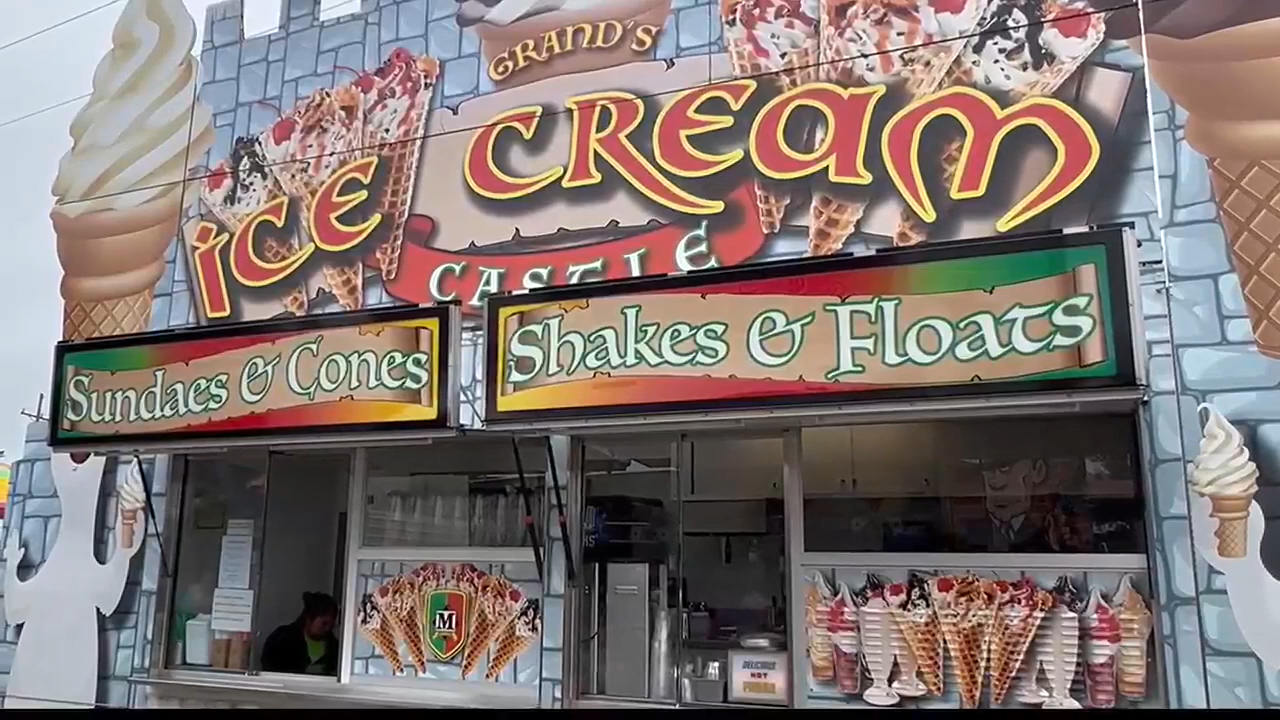 GRAND'S
ICE CREAM
CASTLE
Sundaes & Cones
Shakes & Floats
M
DELICIOUS
HOT